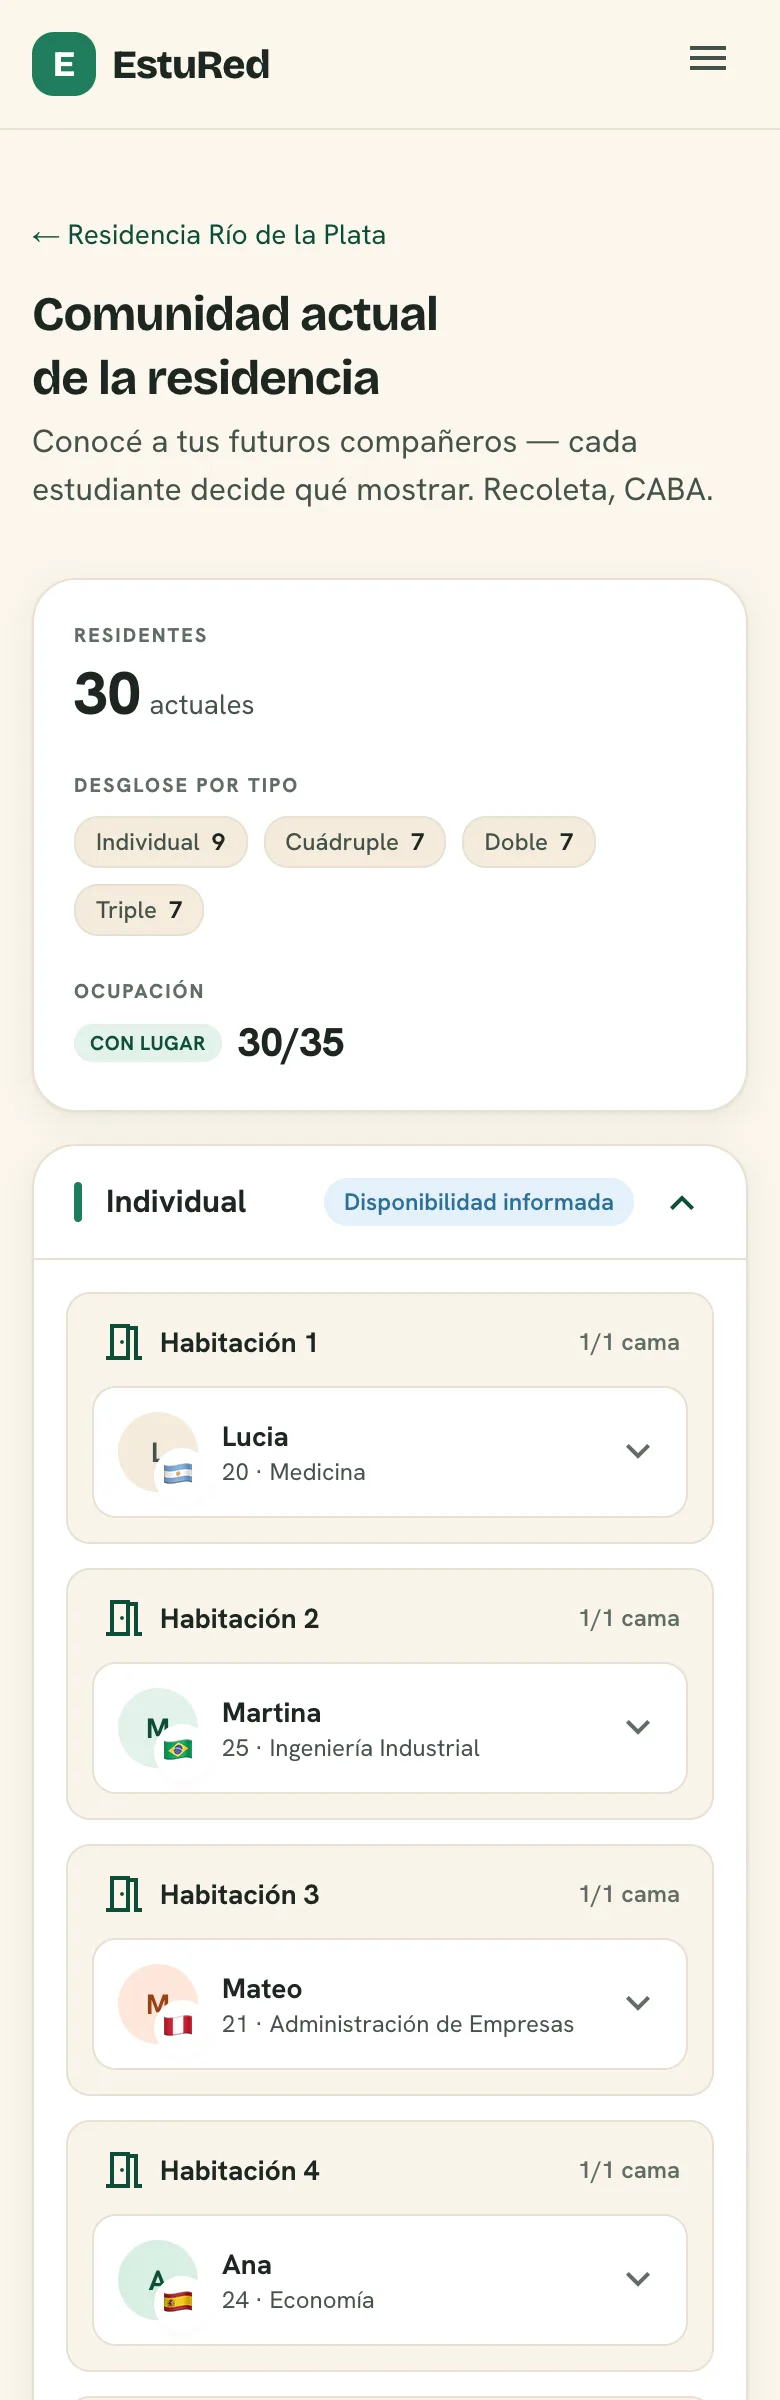 E EstuRed
← Residencia Río de la Plata
Comunidad actual
de la residencia
Conocé a tus futuros compañeros — cada
estudiante decide qué mostrar. Recoleta, CABA.
RESIDENTES
30 actuales
DESGLOSE POR TIPO
Individual 9 Cuádruple 7 Doble 7
Triple 7
OCUPACIÓN
CON LUGAR 30/35
Individual Disponibilidad informada
Habitación 1 1/1 cama
L
Lucia
20 · Medicina
Habitación 2 1/1 cama
M
Martina
25 · Ingeniería Industrial
Habitación 3 1/1 cama
M
Mateo
21 · Administración de Empresas
Habitación 4 1/1 cama
A
Ana
24 · Economía